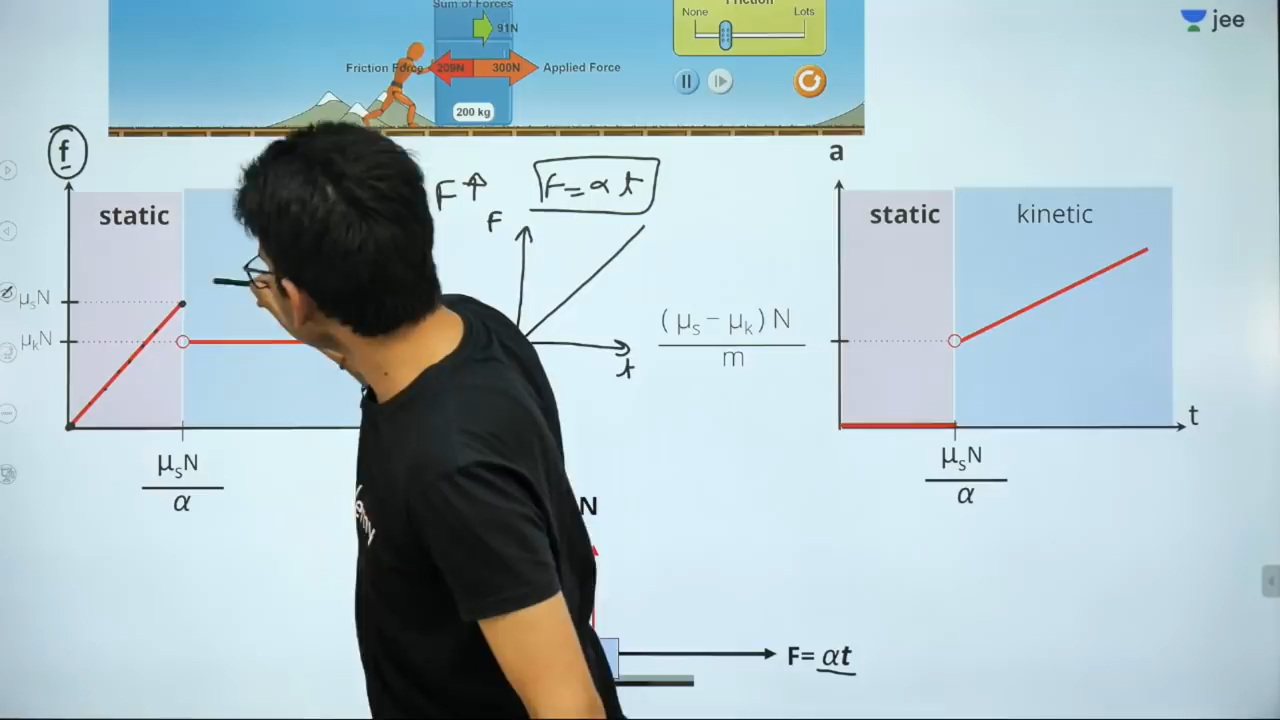 Sum of Forces
91N
Friction
None Lots
jee
Friction Force 209N 300N Applied Force
200 kg
f
static
μsN
μkN
μsN
α
F↑ F = αt
F
t
(μs − μk) N
m
a
static kinetic
t
μsN
α
N
F= αt